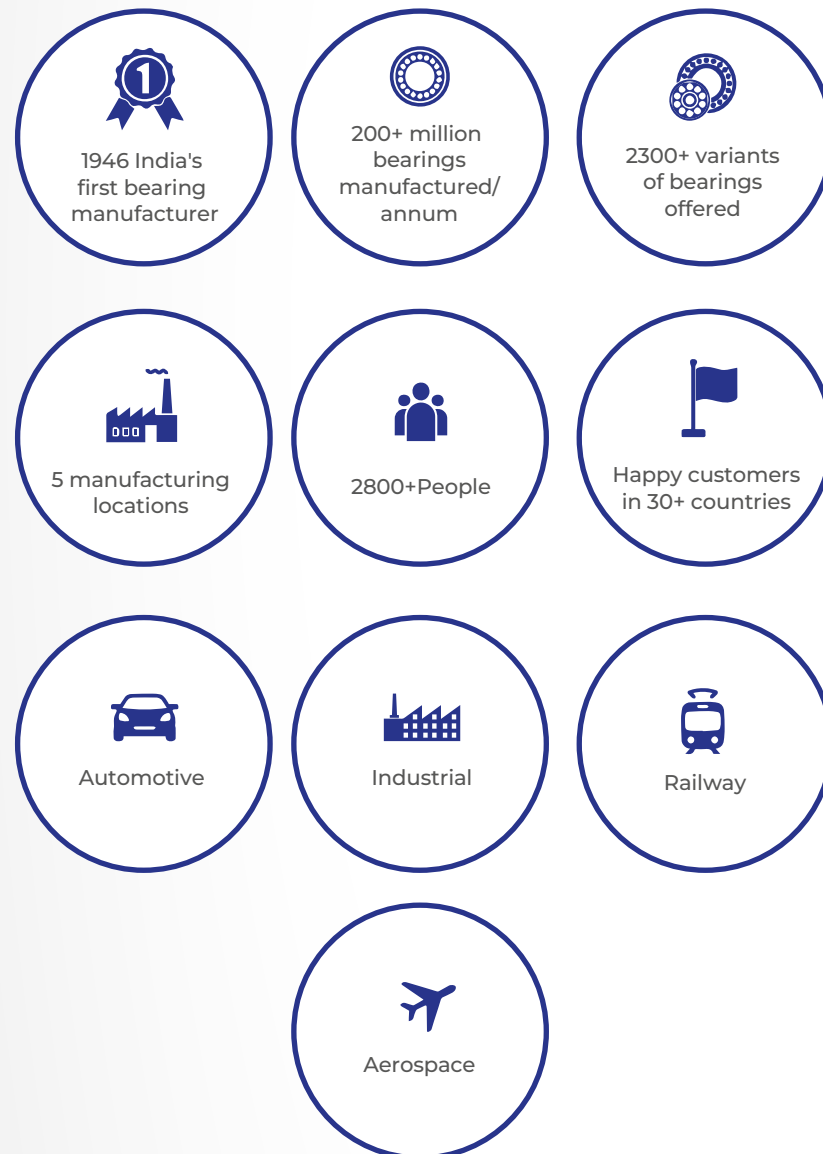 1946 India's
first bearing
manufacturer
200+ million
bearings
manufactured/
annum
2300+ variants
of bearings
offered
5 manufacturing
locations
2800+People
Happy customers
in 30+ countries
Automotive
Industrial
Railway
Aerospace